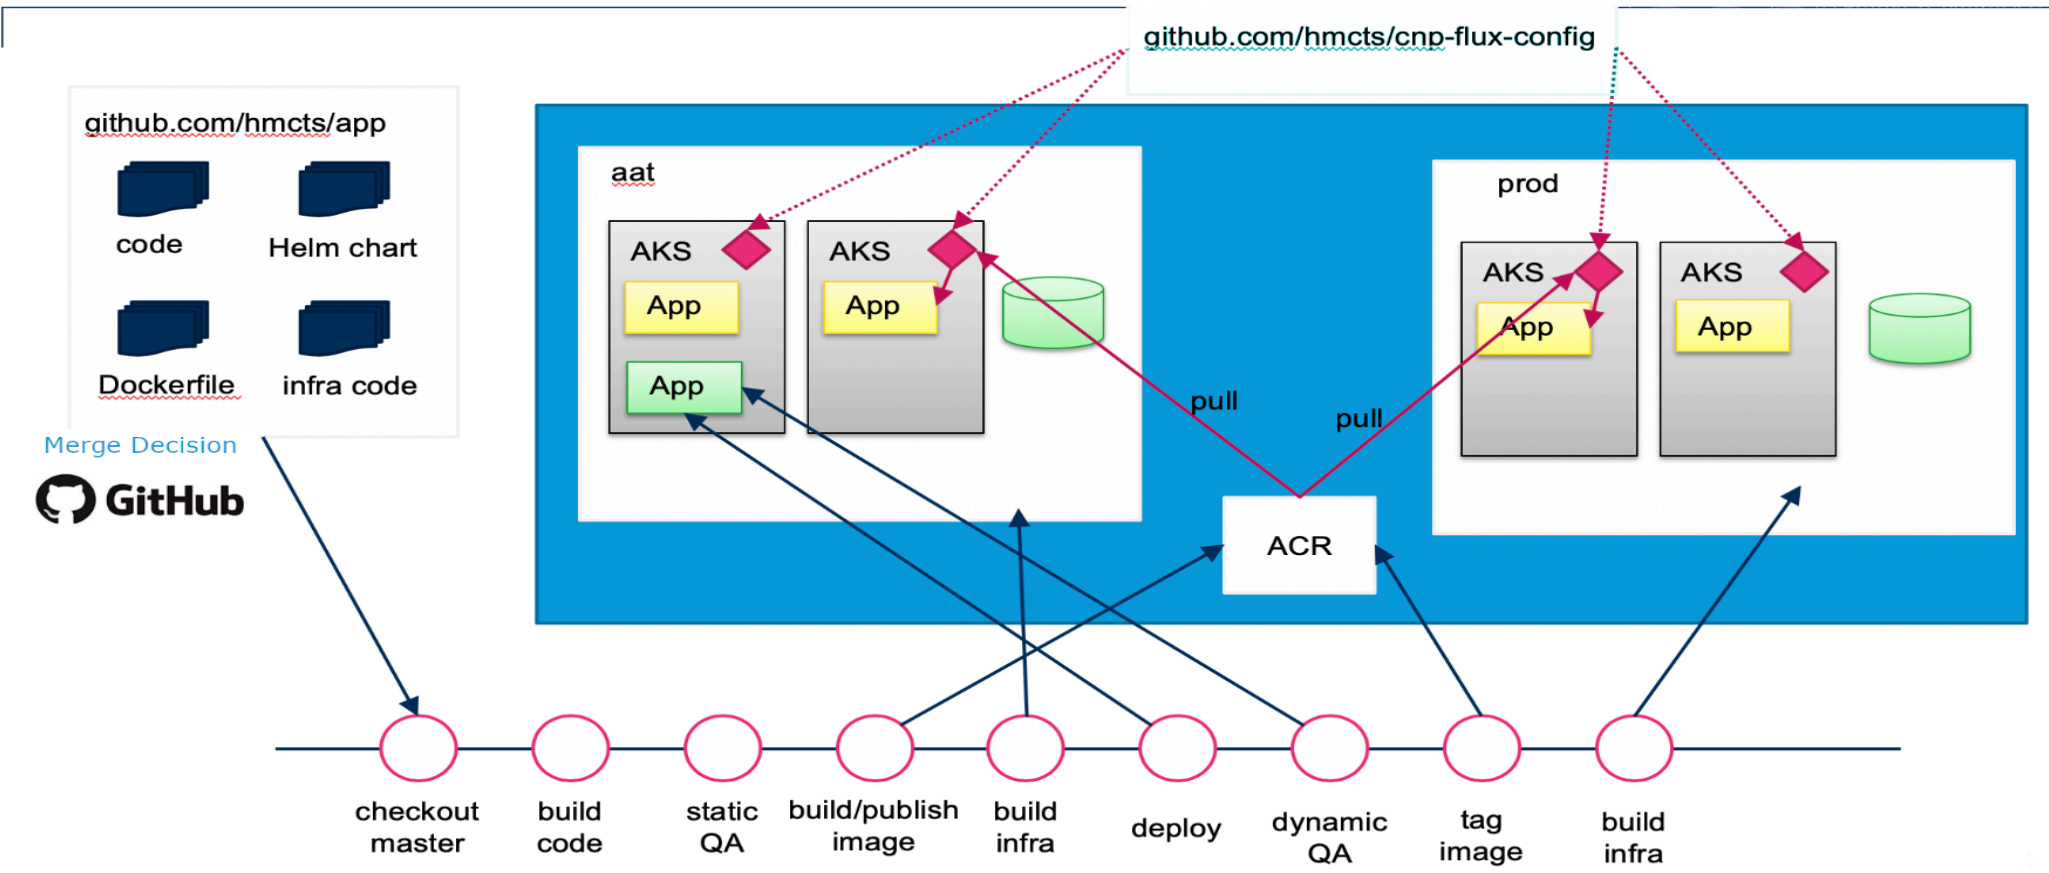 github.com/hmcts/cnp-flux-config
github.com/hmcts/app
code
Helm chart
Dockerfile
infra code
Merge Decision
GitHub
aat
AKS
App
App
AKS
App
prod
AKS
App
AKS
App
pull
pull
ACR
checkout
master
build
code
static
QA
build/publish
image
build
infra
deploy
dynamic
QA
tag
image
build
infra